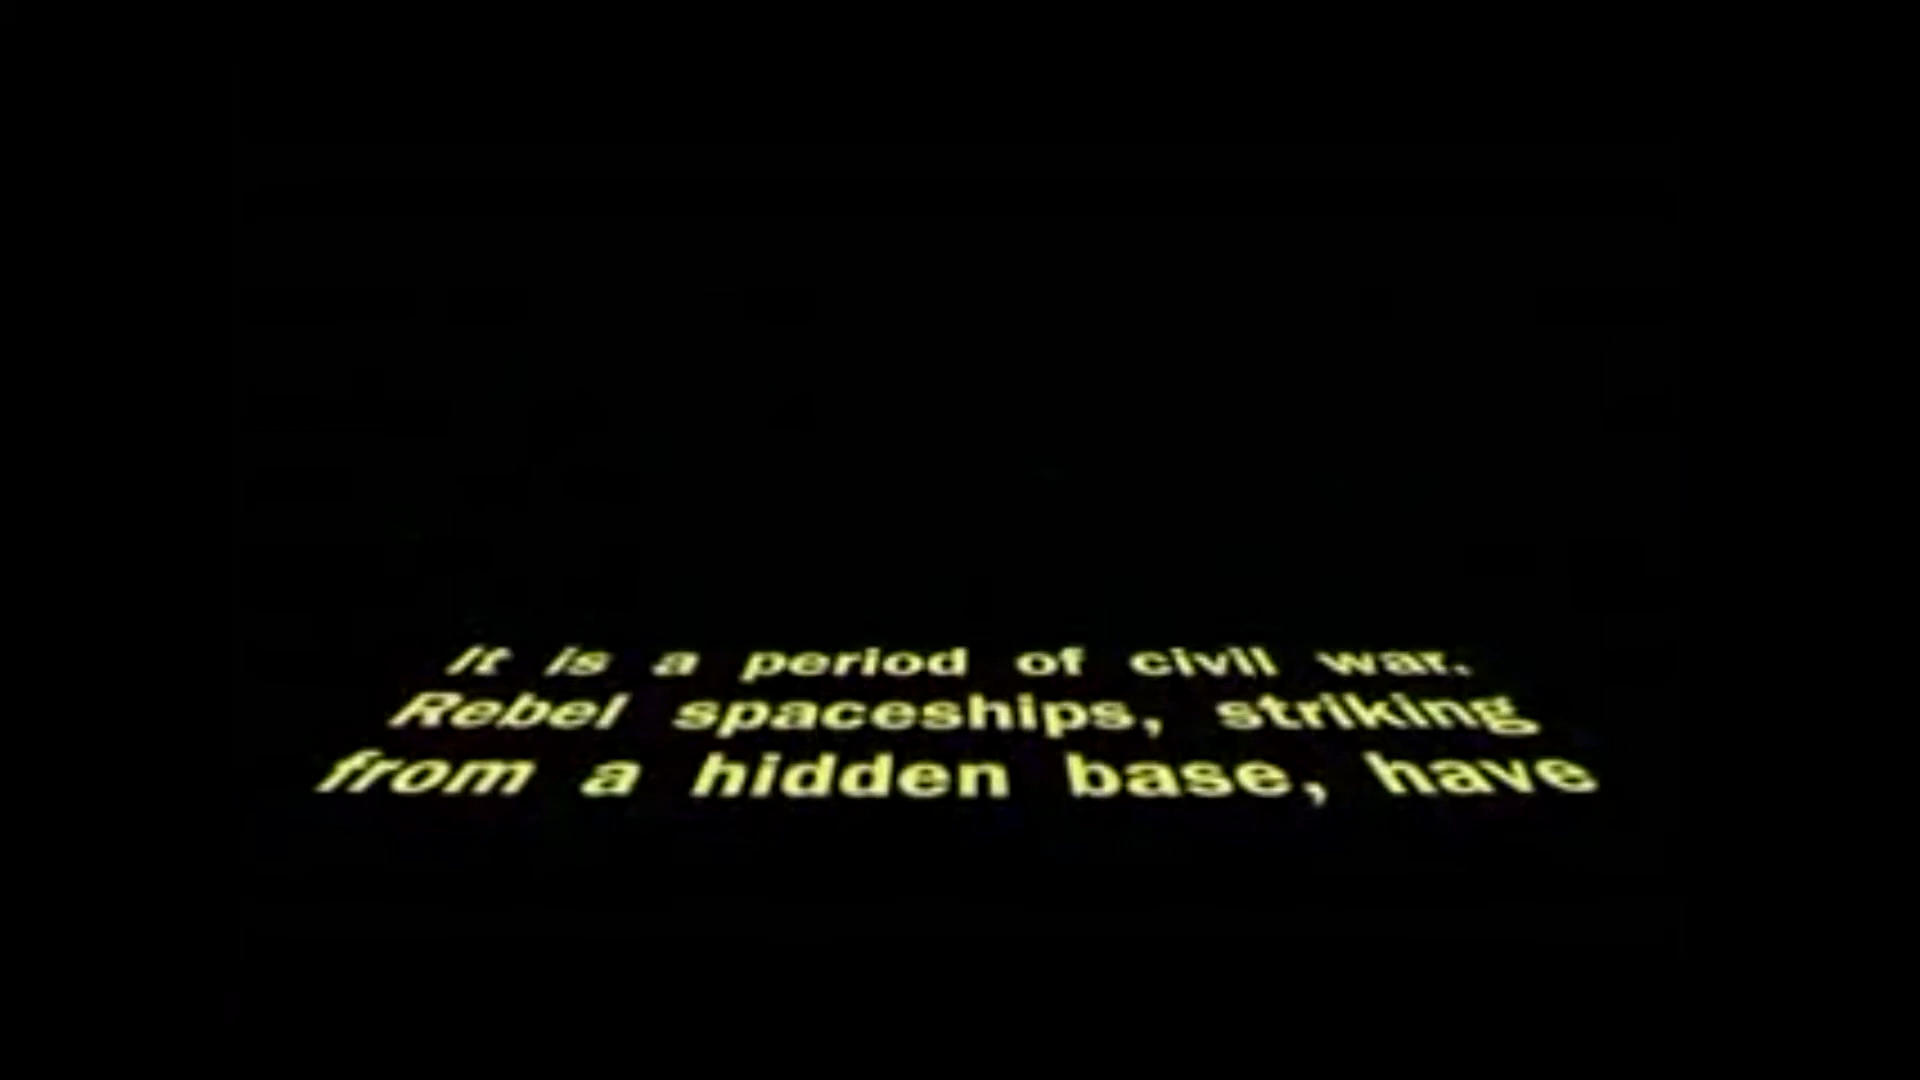 It is a period of civil war.
Rebel spaceships, striking
from a hidden base, have